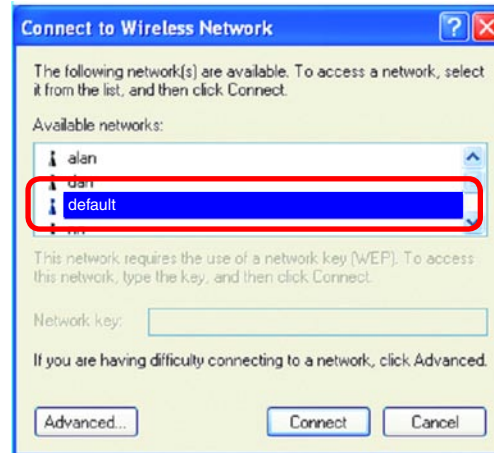 Connect to Wireless Network
The following network(s) are available. To access a network, select
it from the list, and then click Connect.
Available networks:
alan
dan
default
This network requires the use of a network key (WEP). To access
this network, type the key, and then click Connect.
Network key:
If you are having difficulty connecting to a network, click Advanced.
Advanced...
Connect
Cancel